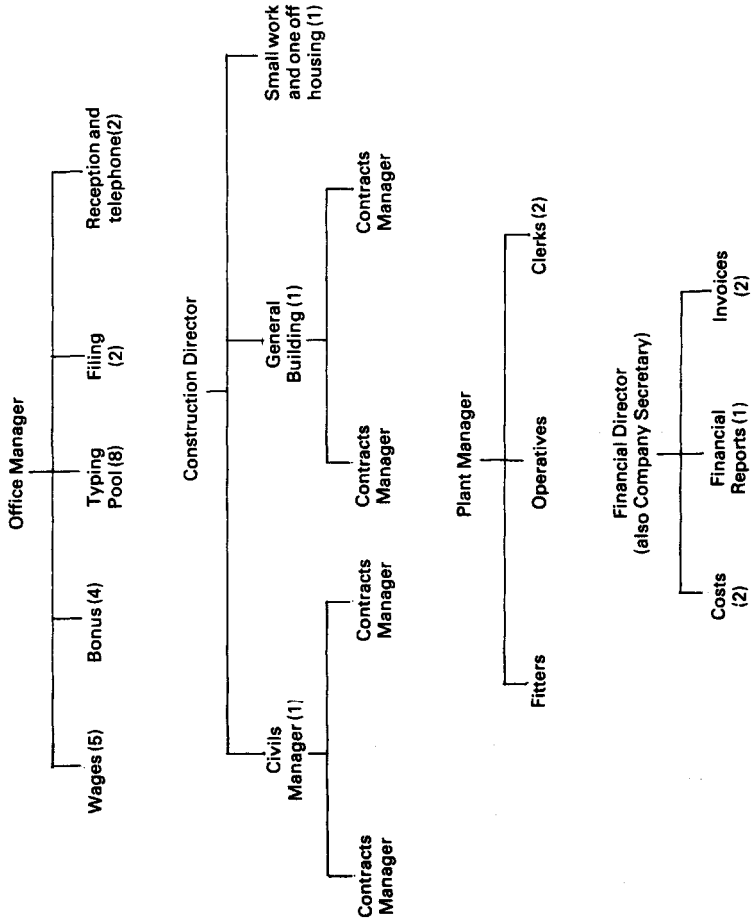 Office Manager
Wages (5)
Bonus (4)
Typing
Pool (8)
Filing
(2)
Reception and
telephone(2)
Construction Director
Civils
Manager (1)
General
Building (1)
Small work
and one off
housing (1)
Contracts
Manager
Contracts
Manager
Contracts
Manager
Contracts
Manager
Plant Manager
Fitters
Operatives
Clerks (2)
Financial Director
(also Company Secretary)
Costs
(2)
Financial
Reports (1)
Invoices
(2)